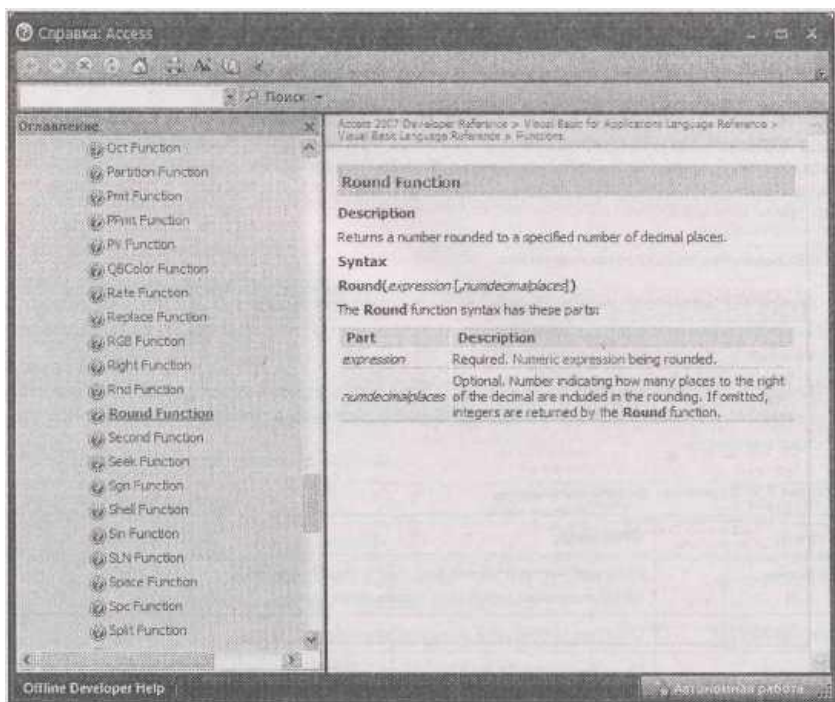 Справка: Access
Поиск
Оглавление
Oct Function
Partition Function
Pmt Function
PPmt Function
PV Function
QBColor Function
Rate Function
Replace Function
RGB Function
Right Function
Rnd Function
Round Function
Second Function
Seek Function
Sgn Function
Shell Function
Sin Function
SLN Function
Space Function
Spc Function
Split Function
Access 2007 Developer Reference > Visual Basic for Applications Language Reference >
Visual Basic Language Reference > Functions
Round Function
Description
Returns a number rounded to a specified number of decimal places.
Syntax
Round(expression [,numdecimalplaces])
The Round function syntax has these parts:
Part Description
expression Required. Numeric expression being rounded.
numdecimalplaces Optional. Number indicating how many places to the right
of the decimal are included in the rounding. If omitted,
integers are returned by the Round function.
Offline Developer Help
Автономная работа